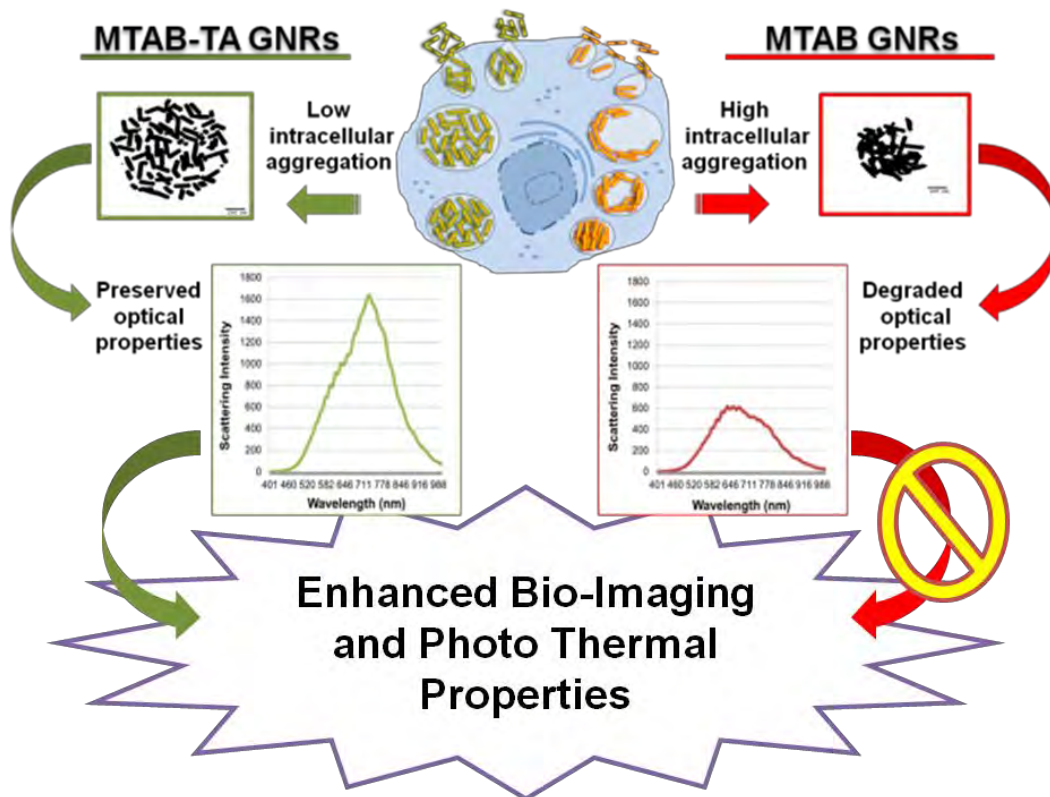 MTAB-TA GNRs
MTAB GNRs
Low
intracellular
aggregation
High
intracellular
aggregation
Preserved
optical
properties
Degraded
optical
properties
Scattering Intensity
1800
1600
1400
1200
1000
800
600
400
200
0
401 460 520 582 646 711 778 846 916 988
Wavelength (nm)
Scattering Intensity
1800
1600
1400
1200
1000
800
600
400
200
0
401 460 520 582 646 711 778 846 916 988
Wavelength (nm)
Enhanced Bio-Imaging
and Photo Thermal
Properties